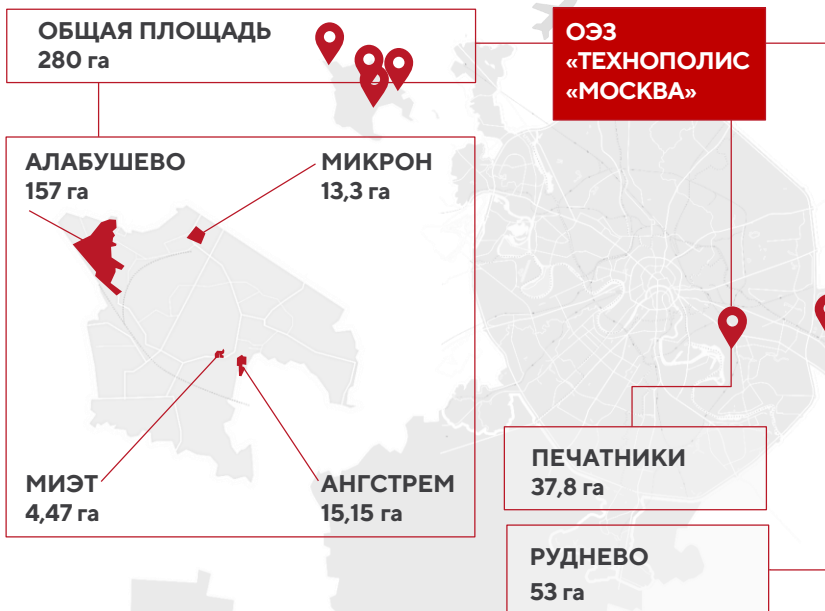 ОБЩАЯ ПЛОЩАДЬ
280 га
ОЭЗ
«ТЕХНОПОЛИС
«МОСКВА»
АЛАБУШЕВО
157 га
МИКРОН
13,3 га
МИЭТ
4,47 га
АНГСТРЕМ
15,15 га
ПЕЧАТНИКИ
37,8 га
РУДНЕВО
53 га